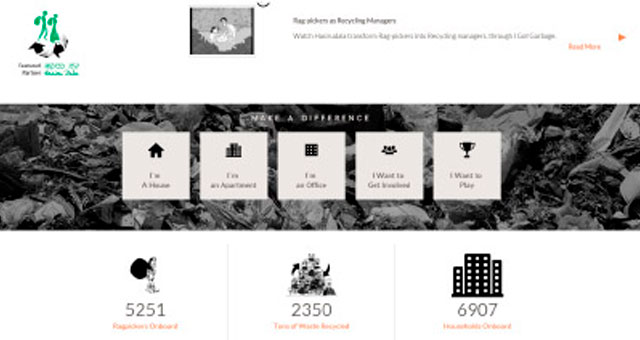 Rag-pickers as Recycling Managers
Watch Hasirudala transform Rag-pickers into Recycling managers, through I Got Garbage.
Read More
Partner
MAKE A DIFFERENCE
I'm
A House
I'm
an Apartment
I'm
an Office
I Want to
Get Involved
I Want to
Play
5251
Ragpickers Onboard
2350
Tons of Waste Recycled
6907
Households Onboard